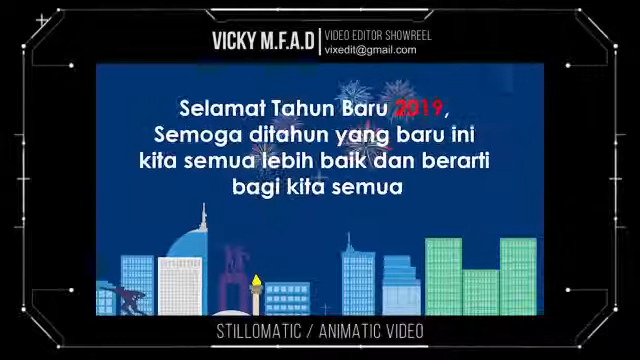 VICKY M.F.A.D
VIDEO EDITOR SHOWREEL
vixedit@gmail.com
Selamat Tahun Baru 2019,
Semoga ditahun yang baru ini
kita semua lebih baik dan berarti
bagi kita semua
STILLOMATIC / ANIMATIC VIDEO